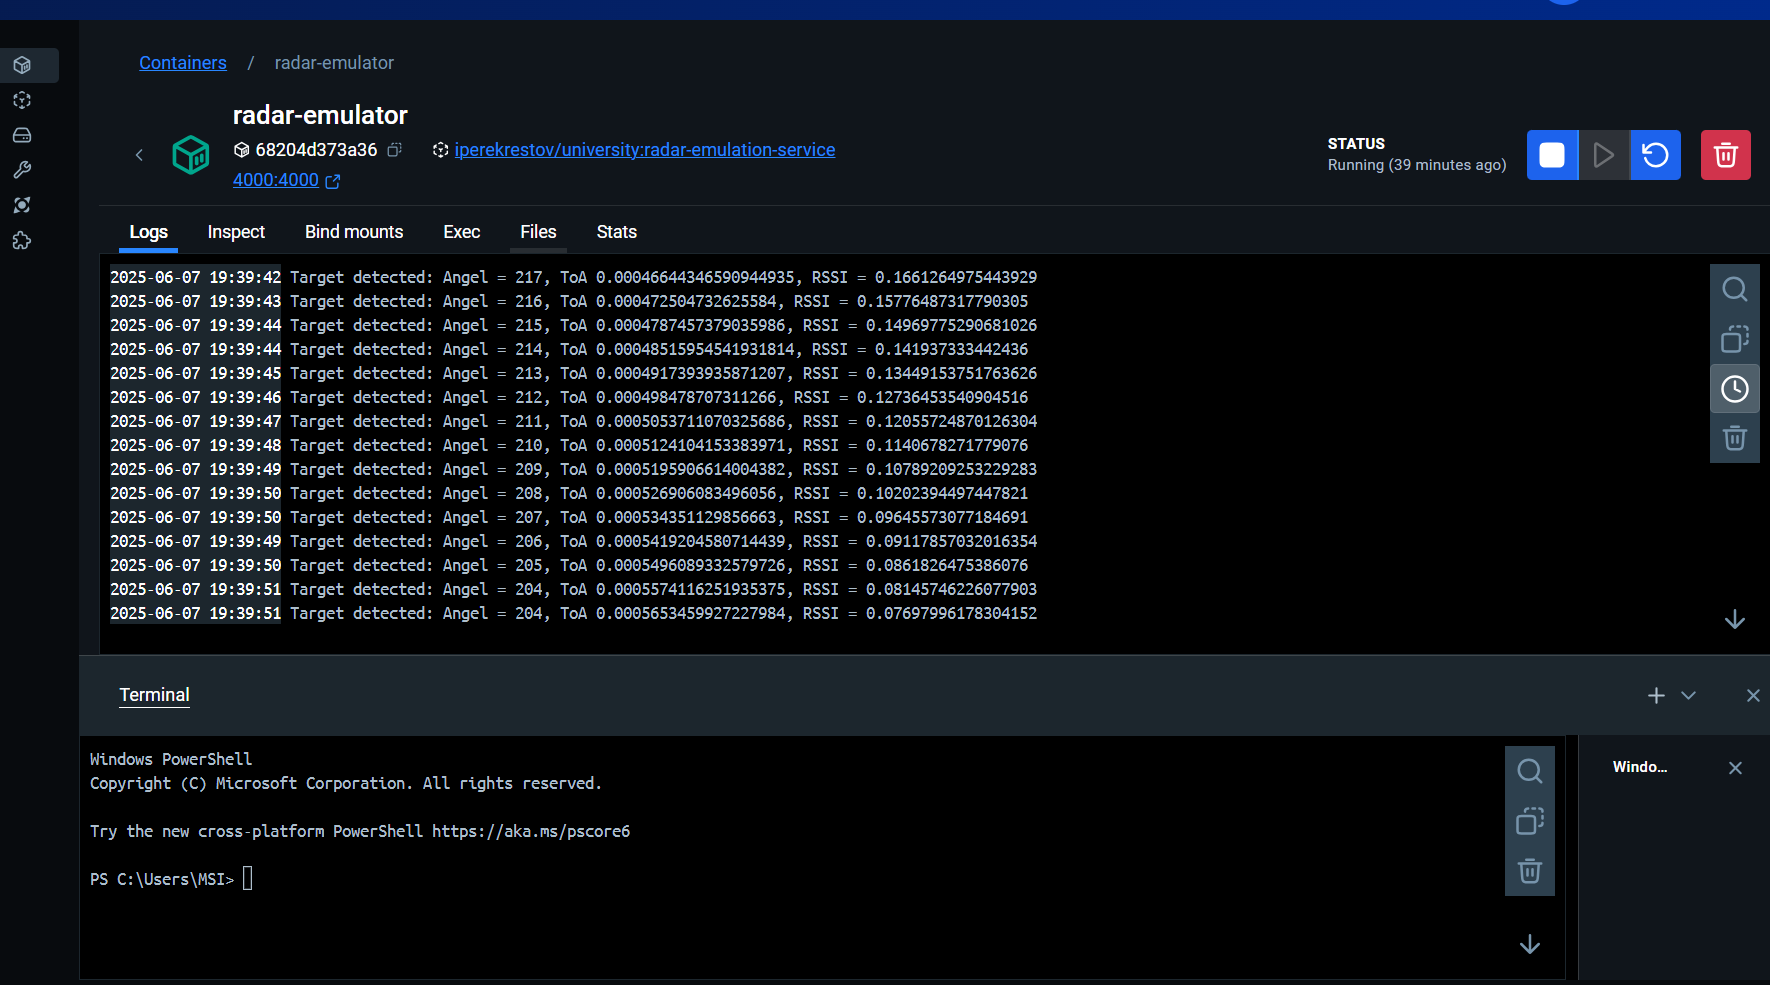 Containers / radar-emulator
radar-emulator
68204d373a36 iperekrestov/university:radar-emulation-service
4000:4000
STATUS
Running (39 minutes ago)
Logs Inspect Bind mounts Exec Files Stats
2025-06-07 19:39:42 Target detected: Angel = 217, ToA 0.00046644346590944935, RSSI = 0.1661264975443929
2025-06-07 19:39:43 Target detected: Angel = 216, ToA 0.000472504732625584, RSSI = 0.15776487317790305
2025-06-07 19:39:44 Target detected: Angel = 215, ToA 0.0004787457379035986, RSSI = 0.14969775290681026
2025-06-07 19:39:44 Target detected: Angel = 214, ToA 0.00048515954541931814, RSSI = 0.141937333442436
2025-06-07 19:39:45 Target detected: Angel = 213, ToA 0.0004917393935871207, RSSI = 0.13449153751763626
2025-06-07 19:39:46 Target detected: Angel = 212, ToA 0.000498478707311266, RSSI = 0.12736453540904516
2025-06-07 19:39:47 Target detected: Angel = 211, ToA 0.0005053711070325686, RSSI = 0.12055724870126304
2025-06-07 19:39:48 Target detected: Angel = 210, ToA 0.0005124104153383971, RSSI = 0.1140678271779076
2025-06-07 19:39:49 Target detected: Angel = 209, ToA 0.0005195906614004382, RSSI = 0.10789209253229283
2025-06-07 19:39:50 Target detected: Angel = 208, ToA 0.000526906083496056, RSSI = 0.10202394497447821
2025-06-07 19:39:50 Target detected: Angel = 207, ToA 0.000534351129856663, RSSI = 0.09645573077184691
2025-06-07 19:39:49 Target detected: Angel = 206, ToA 0.0005419204580714439, RSSI = 0.09117857032016354
2025-06-07 19:39:50 Target detected: Angel = 205, ToA 0.0005496089332579726, RSSI = 0.0861826475386076
2025-06-07 19:39:51 Target detected: Angel = 204, ToA 0.0005574116251935375, RSSI = 0.08145746226077903
2025-06-07 19:39:51 Target detected: Angel = 204, ToA 0.0005653459927227984, RSSI = 0.07697996178304152
Terminal
Windows PowerShell
Copyright (C) Microsoft Corporation. All rights reserved.
Try the new cross-platform PowerShell https://aka.ms/pscore6
PS C:\Users\MSI>
Windo...